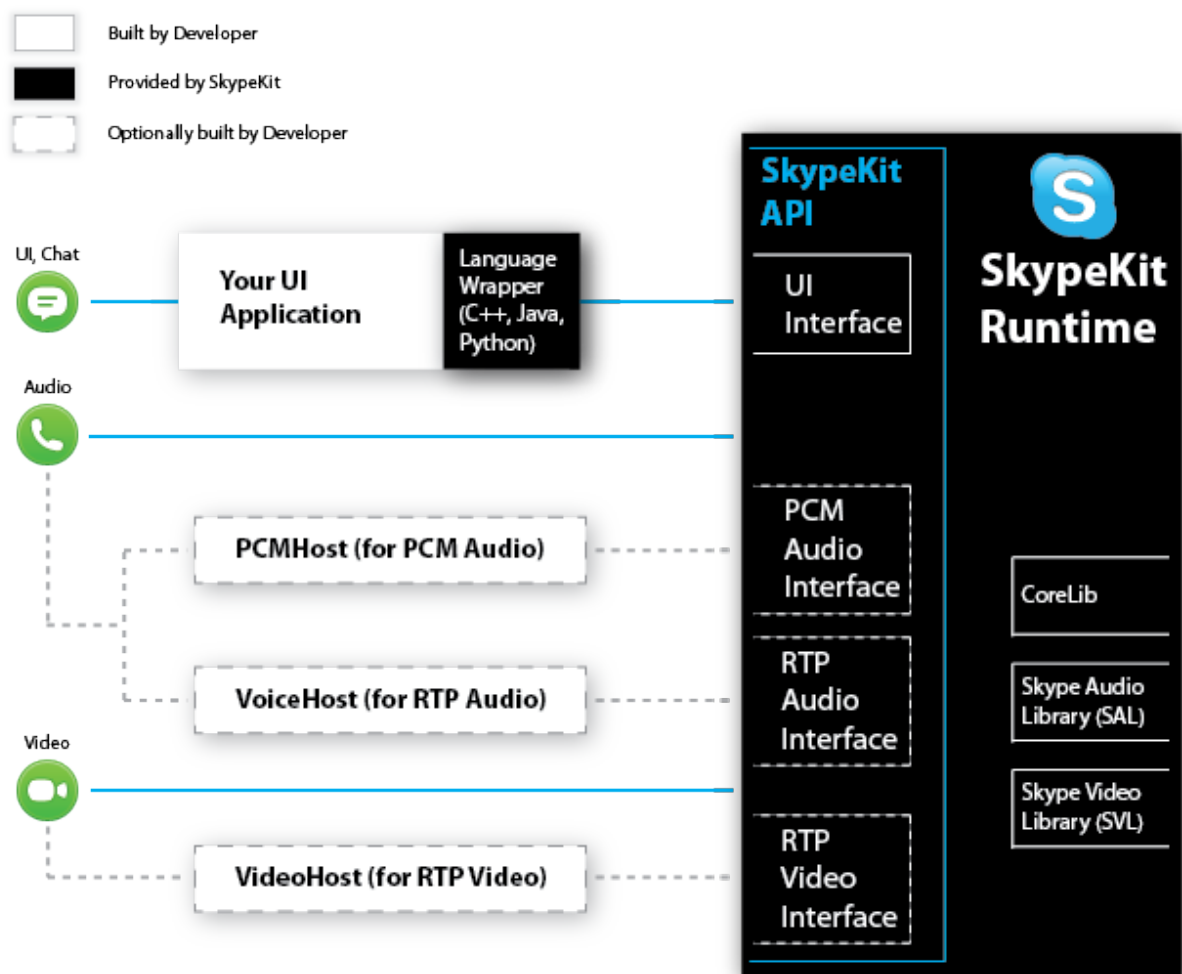 Built by Developer
Provided by SkypeKit
Optionally built by Developer
SkypeKit
API
S
SkypeKit
Runtime
UI, Chat
Your UI
Application
Language
Wrapper
(C++, Java,
Python)
UI
Interface
Audio
PCMHost (for PCM Audio)
PCM
Audio
Interface
CoreLib
VoiceHost (for RTP Audio)
RTP
Audio
Interface
Skype Audio
Library (SAL)
Video
Skype Video
Library (SVL)
VideoHost (for RTP Video)
RTP
Video
Interface